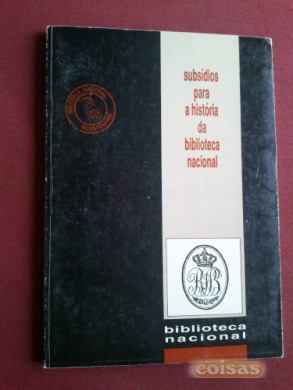 subsídios
para
a história
da
biblioteca
nacional
biblioteca
nacional
coisas